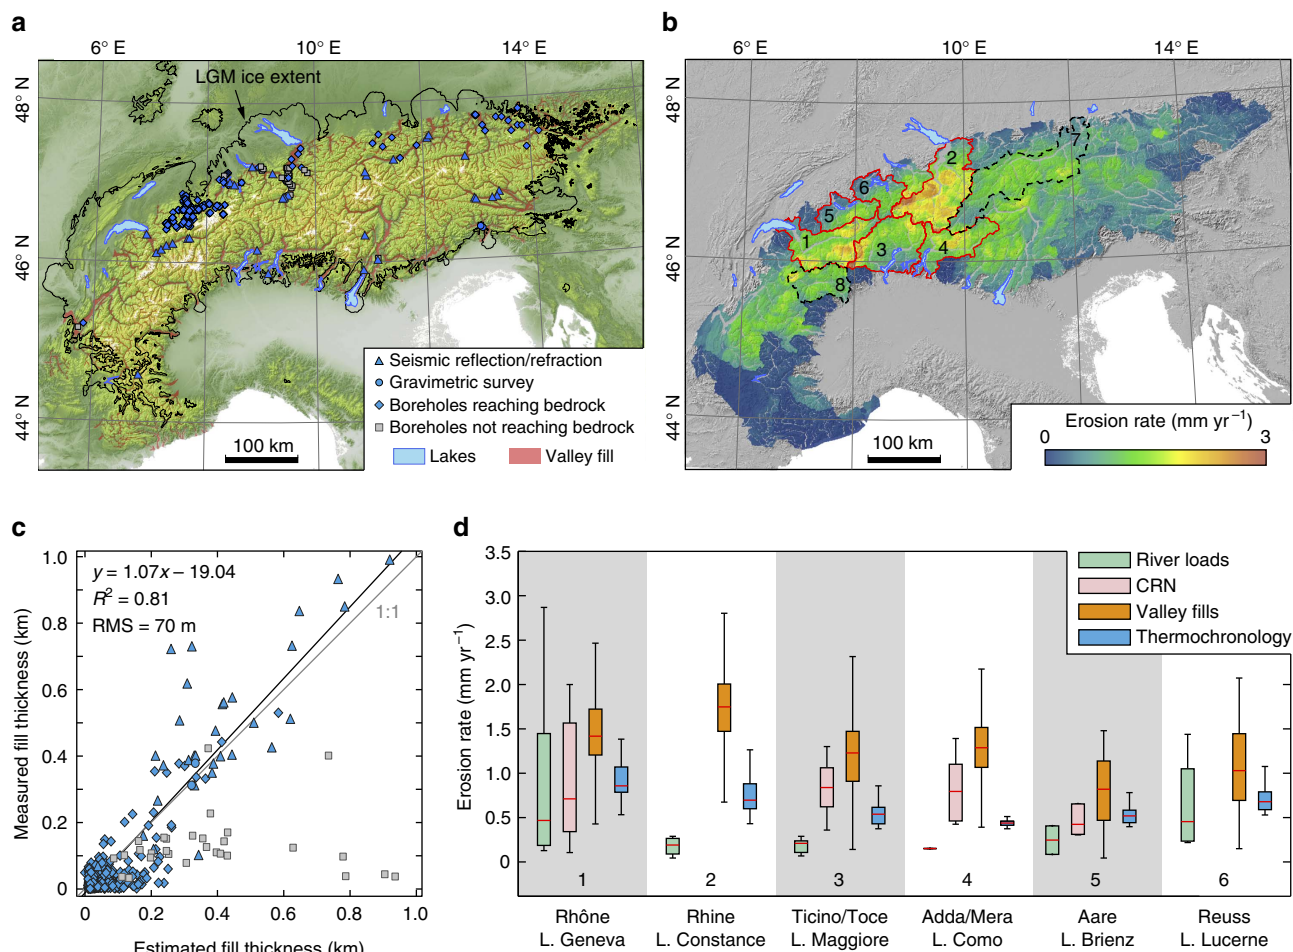 a
6° E
10° E
14° E
LGM ice extent
48° N
46° N
44° N
Seismic reflection/refraction
Gravimetric survey
Boreholes reaching bedrock
Boreholes not reaching bedrock
Lakes
Valley fill
100 km
b
6° E
10° E
14° E
48° N
46° N
44° N
1
2
3
4
5
6
7
8
100 km
Erosion rate (mm yr−1)
0
3
c
y = 1.07x − 19.04
R2 = 0.81
RMS = 70 m
1:1
Measured fill thickness (km)
1.0
0.8
0.6
0.4
0.2
0
0
0.2
0.4
0.6
0.8
1.0
Estimated fill thickness (km)
d
Erosion rate (mm yr−1)
3.5
3.0
2.5
2.0
1.5
1.0
0.5
0
River loads
CRN
Valley fills
Thermochronology
1
2
3
4
5
6
Rhône
L. Geneva
Rhine
L. Constance
Ticino/Toce
L. Maggiore
Adda/Mera
L. Como
Aare
L. Brienz
Reuss
L. Lucerne